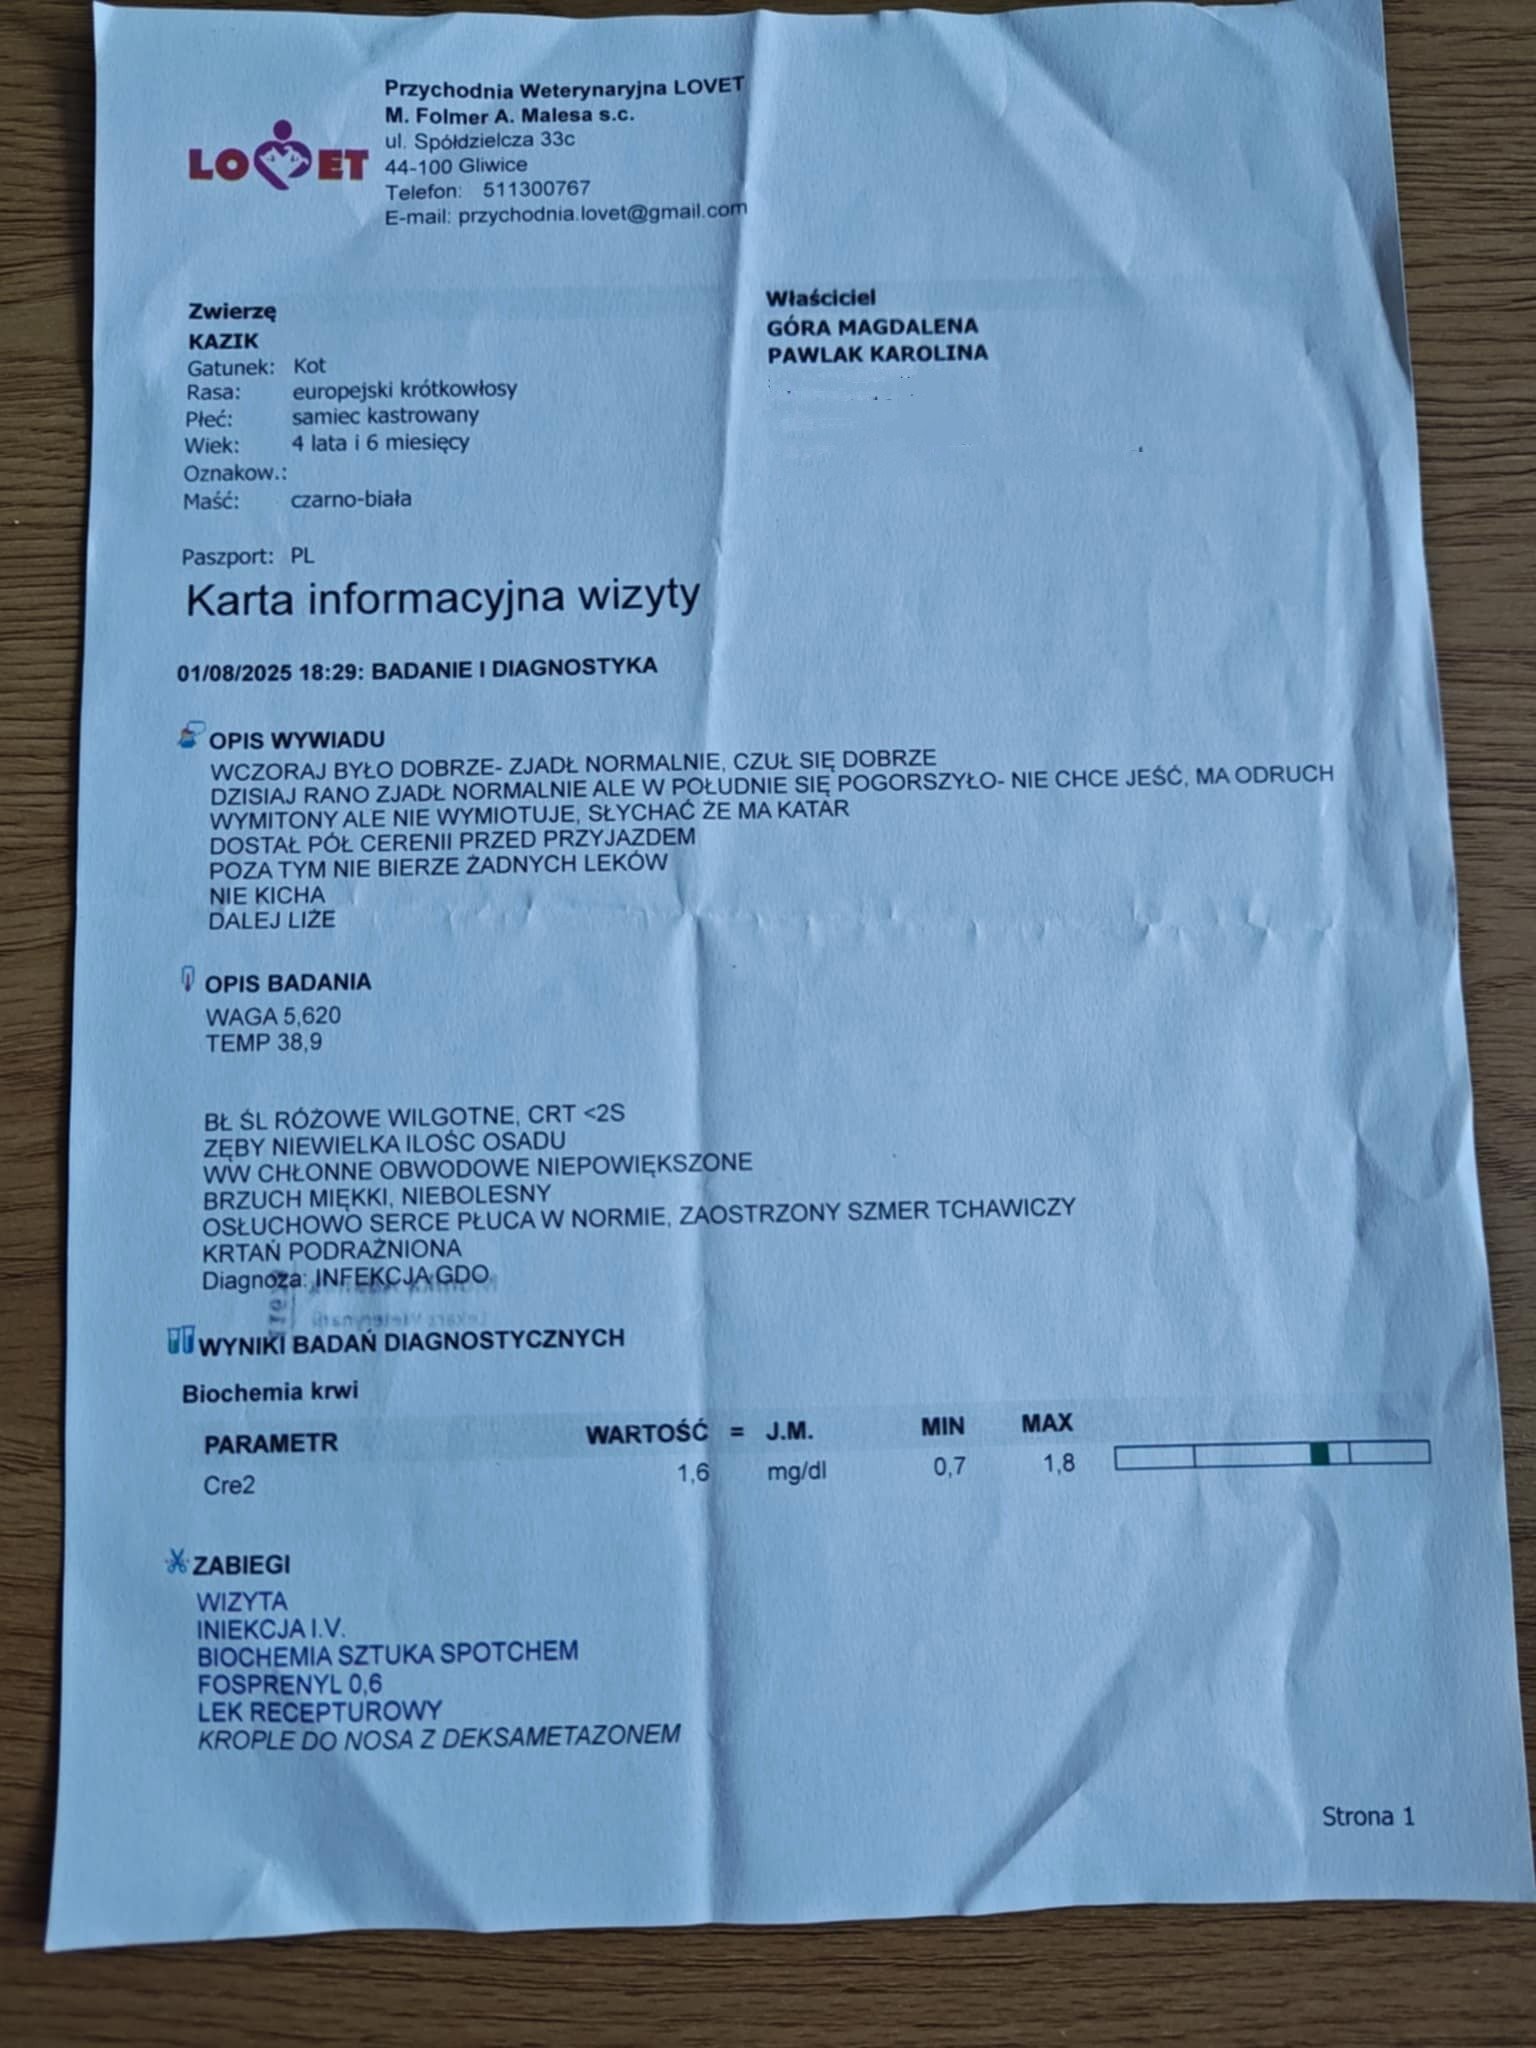 Przychodnia Weterynaryjna LOVET
M. Folmer A. Malesa s.c.
ul. Spółdzielcza 33c
44-100 Gliwice
Telefon: 511300767
E-mail: przychodnia.lovet@gmail.com
LOVET
Zwierzę
KAZIK
Gatunek: Kot
Rasa: europejski krótkowłosy
Płeć: samiec kastrowany
Wiek: 4 lata i 6 miesięcy
Oznakow.:
Maść: czarno-biała
Paszport: PL
Właściciel
GÓRA MAGDALENA
PAWLAK KAROLINA
Karta informacyjna wizyty
01/08/2025 18:29: BADANIE I DIAGNOSTYKA
OPIS WYWIADU
WCZORAJ BYŁO DOBRZE- ZJADŁ NORMALNIE, CZUŁ SIĘ DOBRZE
DZISIAJ RANO ZJADŁ NORMALNIE ALE W POŁUDNIE SIĘ POGORSZYŁO- NIE CHCE JEŚĆ, MA ODRUCH
WYMITONY ALE NIE WYMIOTUJE, SŁYCHAĆ ŻE MA KATAR
DOSTAŁ PÓŁ CERENII PRZED PRZYJAZDEM
POZA TYM NIE BIERZE ŻADNYCH LEKÓW
NIE KICHA
DALEJ LIŻE
OPIS BADANIA
WAGA 5,620
TEMP 38,9
BŁ ŚL RÓŻOWE WILGOTNE, CRT <2S
ZĘBY NIEWIELKA ILOŚC OSADU
WW CHŁONNE OBWODOWE NIEPOWIĘKSZONE
BRZUCH MIĘKKI, NIEBOLESNY
OSŁUCHOWO SERCE PŁUCA W NORMIE, ZAOSTRZONY SZMER TCHAWICZY
KRTAŃ PODRAŻNIONA
Diagnoza: INFEKCJA GDO
WYNIKI BADAŃ DIAGNOSTYCZNYCH
Biochemia krwi
PARAMETR WARTOŚĆ = J.M. MIN MAX
Cre2 1,6 mg/dl 0,7 1,8
ZABIEGI
WIZYTA
INIEKCJA I.V.
BIOCHEMIA SZTUKA SPOTCHEM
FOSPRENYL 0,6
LEK RECEPTUROWY
KROPLE DO NOSA Z DEKSAMETAZONEM
Strona 1